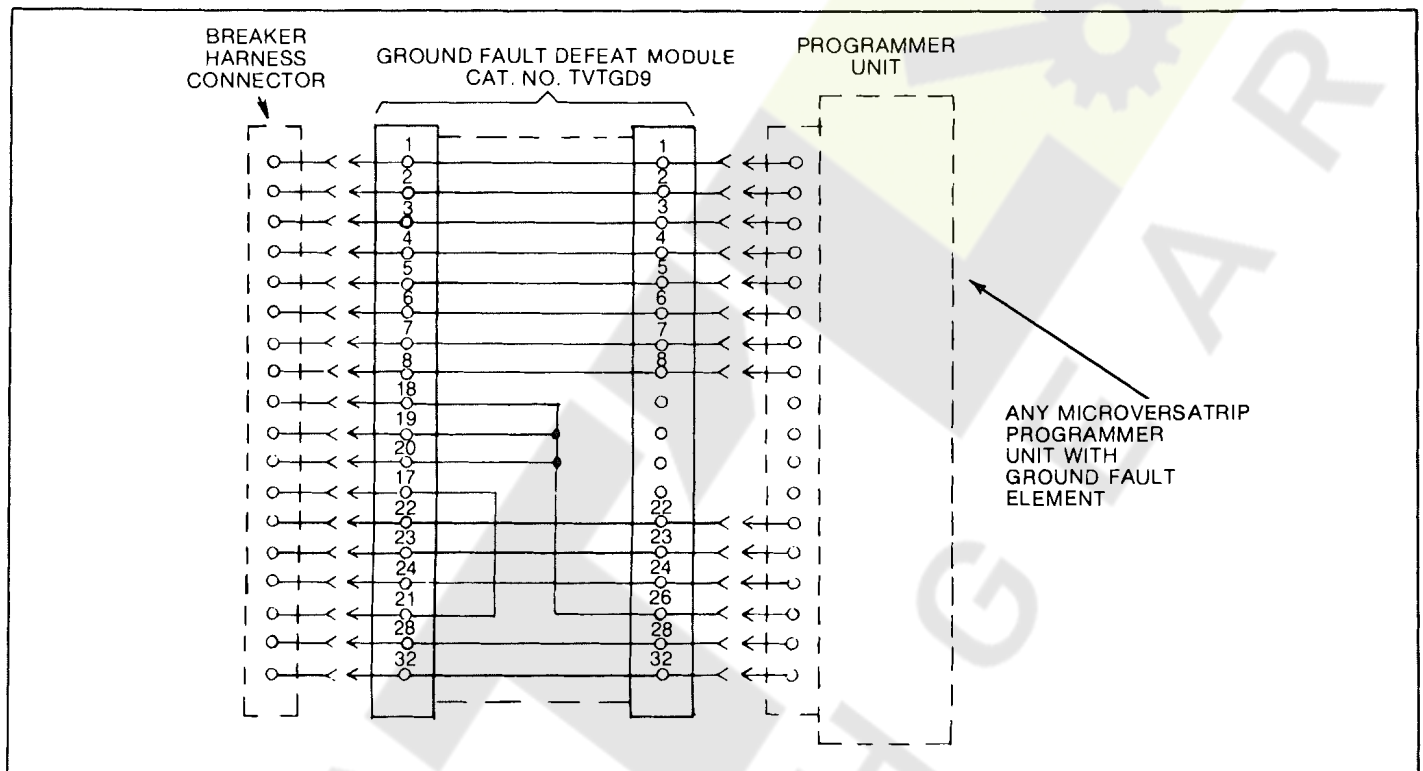 BREAKER
HARNESS
CONNECTOR
GROUND FAULT DEFEAT MODULE
CAT. NO. TVTGD9
PROGRAMMER
UNIT
1 1
2 2
3 3
4 4
5 5
6 6
7 7
8 8
18
19
20
17
22 22
23 23
24 24
21 26
28 28
32 32
ANY MICROVERSATRIP
PROGRAMMER
UNIT WITH
GROUND FAULT
ELEMENT
G E A R